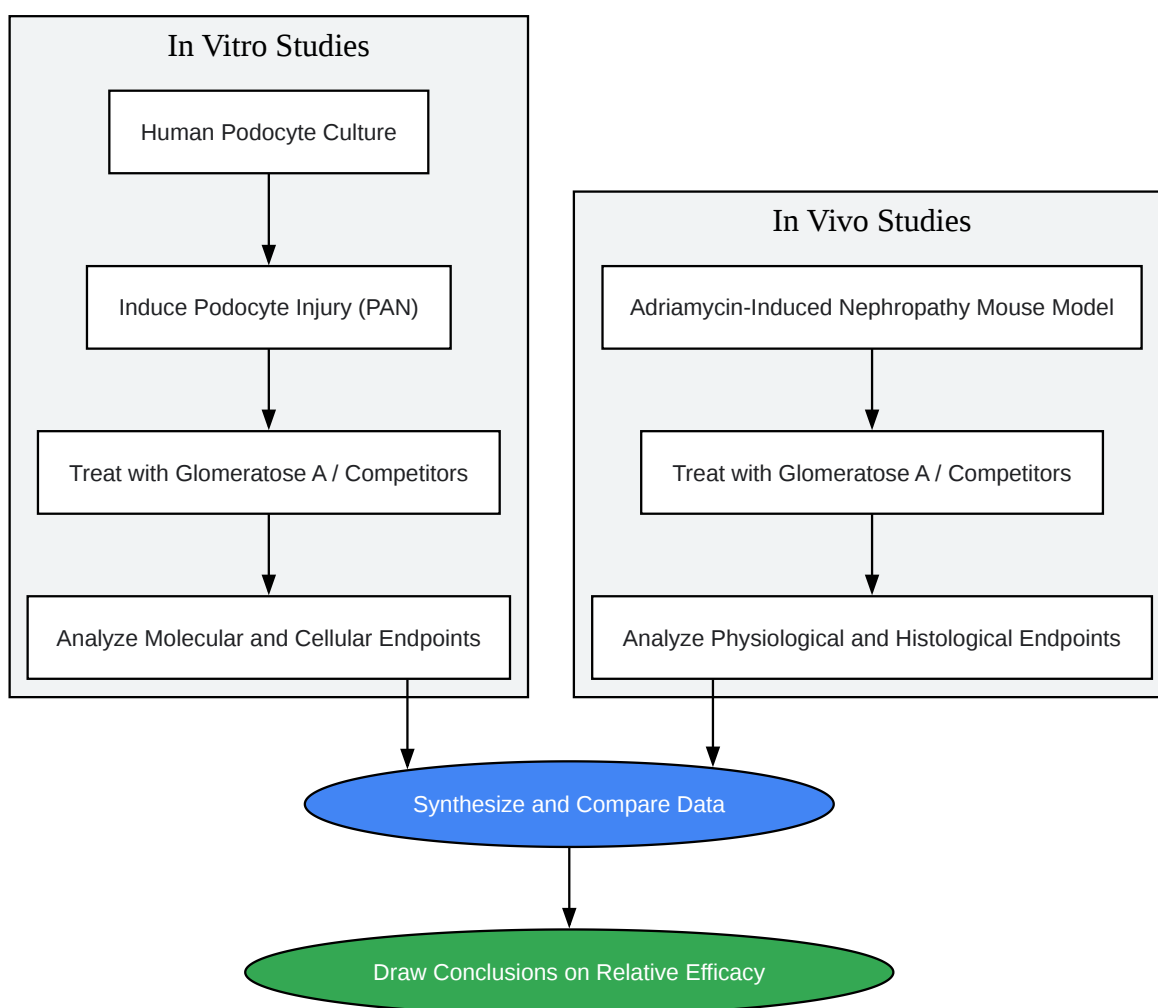 In Vitro Studies
Human Podocyte Culture
Induce Podocyte Injury (PAN)
Treat with Glomeratose A / Competitors
Analyze Molecular and Cellular Endpoints
In Vivo Studies
Adriamycin-Induced Nephropathy Mouse Model
Treat with Glomeratose A / Competitors
Analyze Physiological and Histological Endpoints
Synthesize and Compare Data
Draw Conclusions on Relative Efficacy